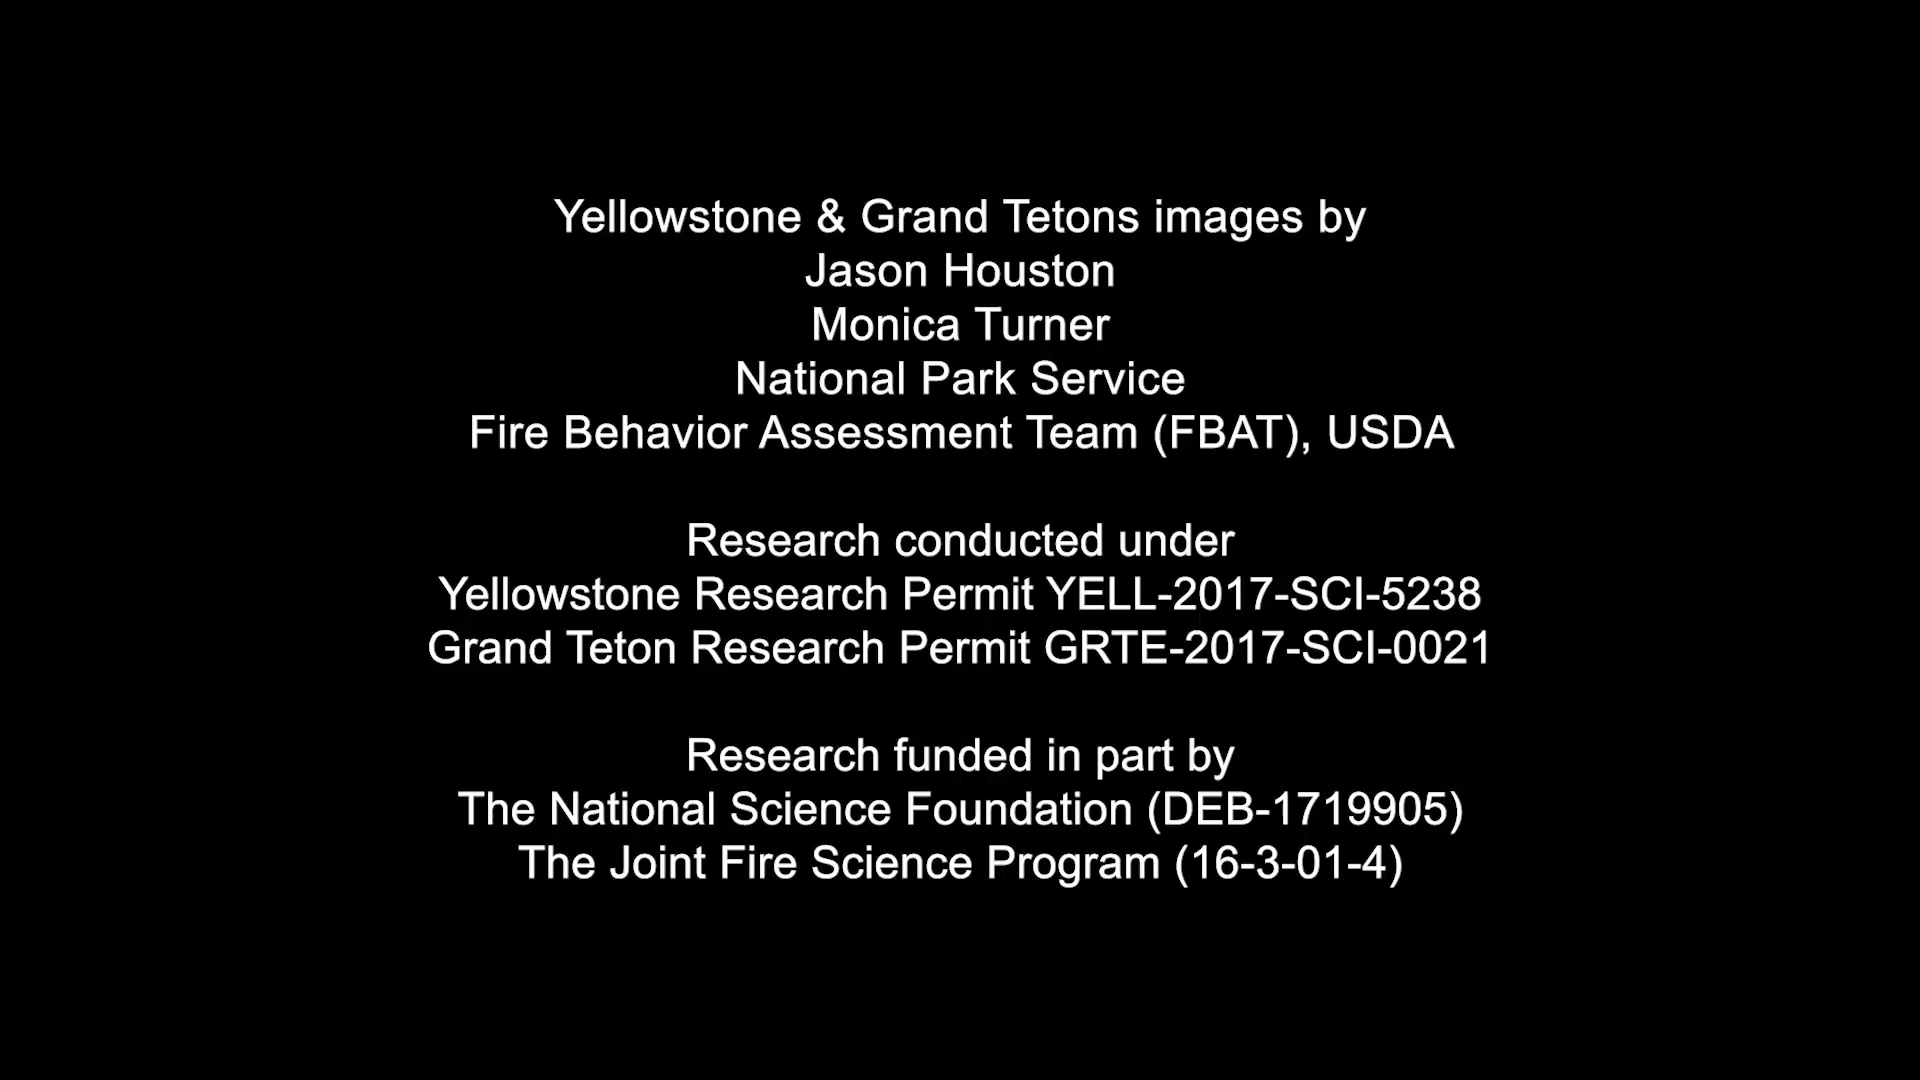 Yellowstone & Grand Tetons images by
Jason Houston
Monica Turner
National Park Service
Fire Behavior Assessment Team (FBAT), USDA
Research conducted under
Yellowstone Research Permit YELL-2017-SCI-5238
Grand Teton Research Permit GRTE-2017-SCI-0021
Research funded in part by
The National Science Foundation (DEB-1719905)
The Joint Fire Science Program (16-3-01-4)